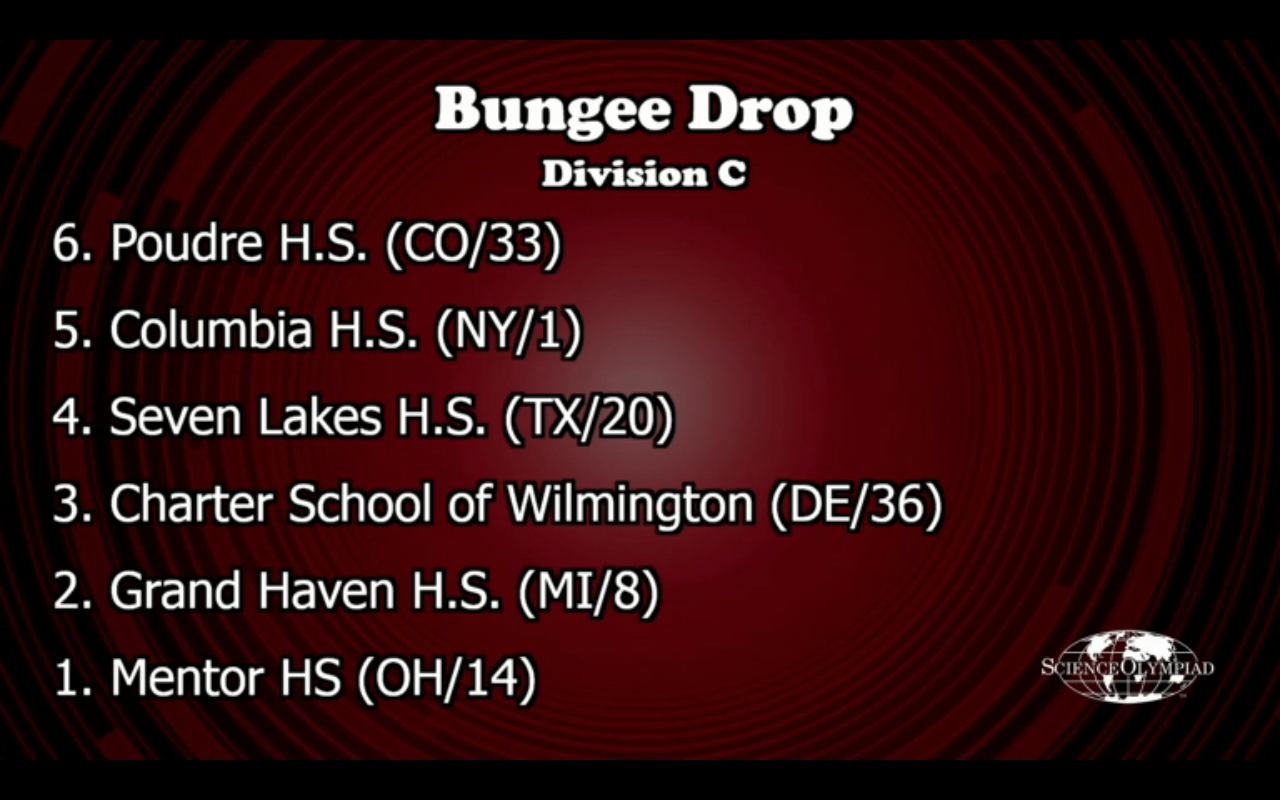 Bungee Drop
Division C
6. Poudre H.S. (CO/33)
5. Columbia H.S. (NY/1)
4. Seven Lakes H.S. (TX/20)
3. Charter School of Wilmington (DE/36)
2. Grand Haven H.S. (MI/8)
1. Mentor HS (OH/14)
SCIENCE OLYMPIAD